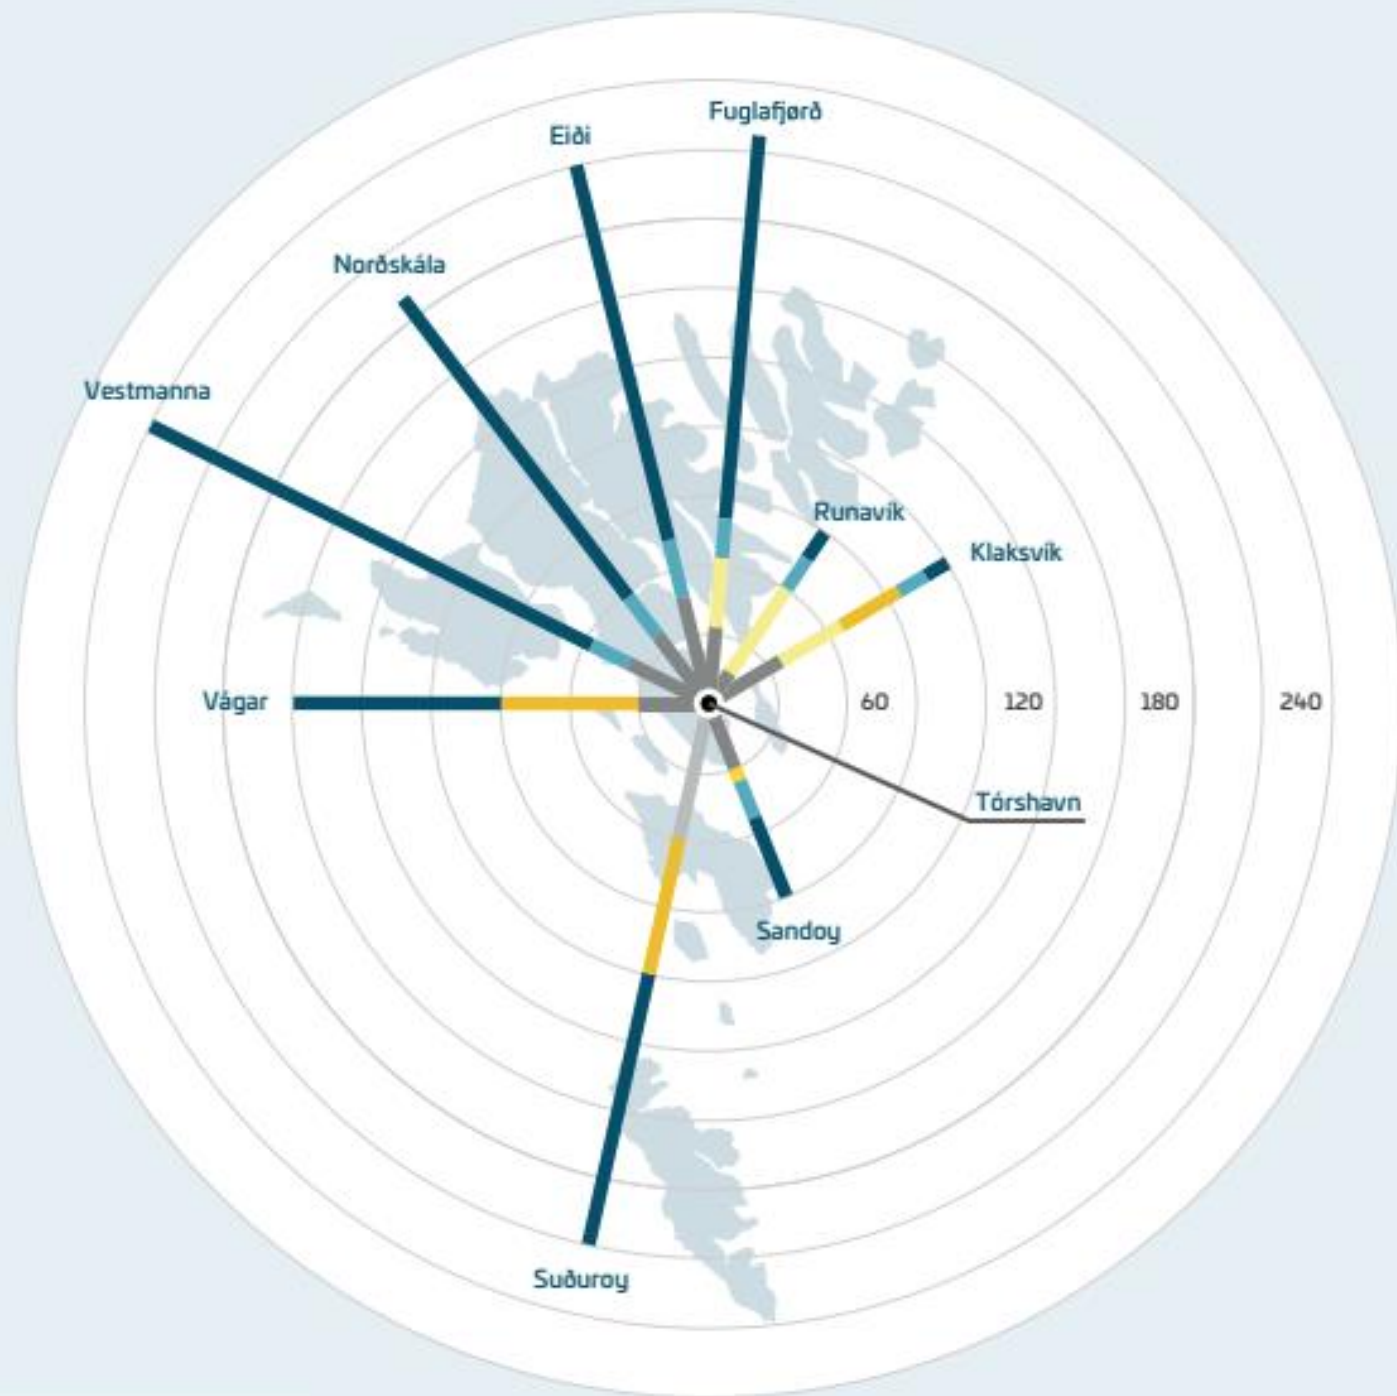 Fuglafjørð
Eiði
Norðskála
Vestmanna
Runavík
Klaksvík
Vágar
60
120
180
240
Tórshavn
Sandoy
Suðuroy